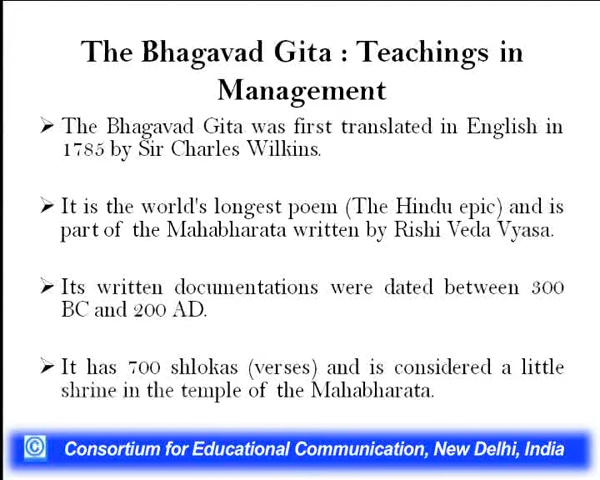 The Bhagavad Gita : Teachings in
Management
➢ The Bhagavad Gita was first translated in English in
1785 by Sir Charles Wilkins.
➢ It is the world's longest poem (The Hindu epic) and is
part of the Mahabharata written by Rishi Veda Vyasa.
➢ Its written documentations were dated between 300
BC and 200 AD.
➢ It has 700 shlokas (verses) and is considered a little
shrine in the temple of the Mahabharata.
© Consortium for Educational Communication, New Delhi, India